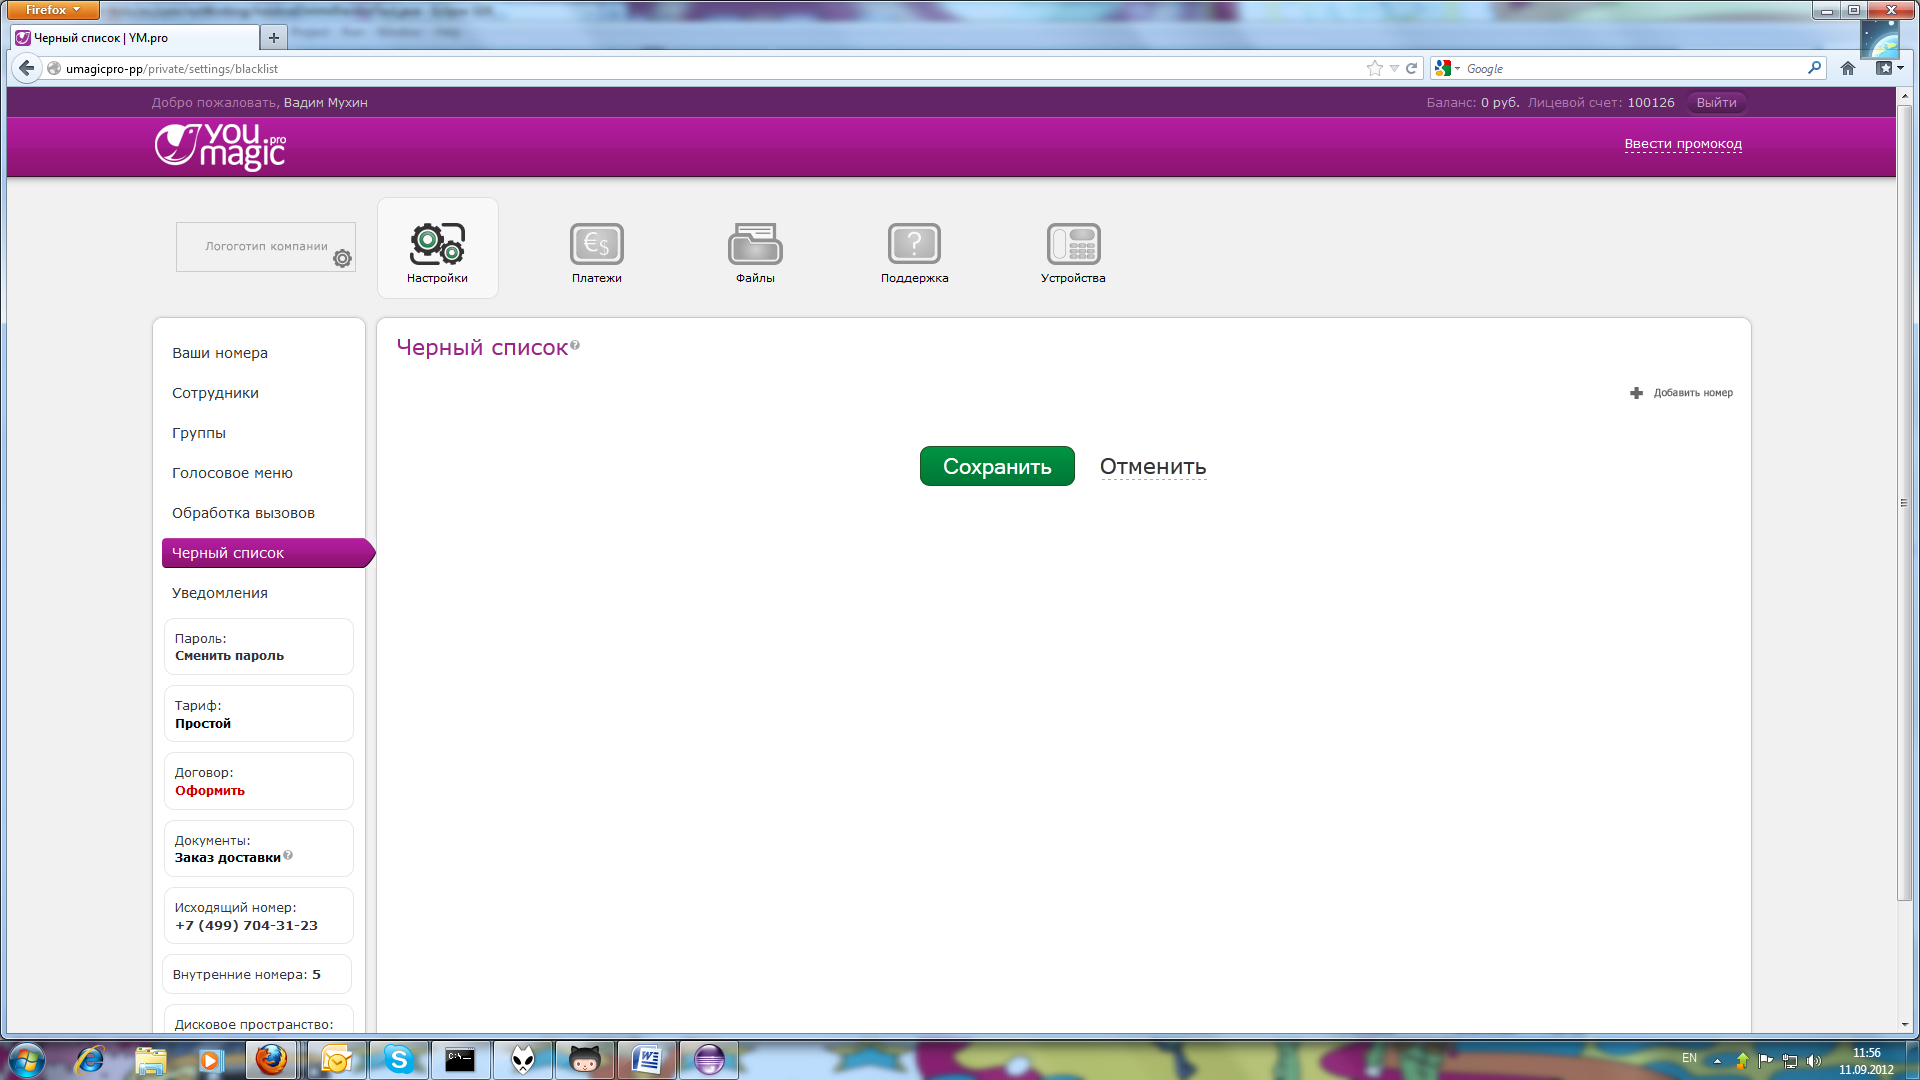 Firefox
Черный список | YM.pro
umagicpro-pp/private/settings/blacklist
Google
Добро пожаловать, Вадим Мухин
Баланс: 0 руб. Лицевой счет: 100126 Выйти
you magic pro
Ввести промокод
Логоготип компании
Настройки
Платежи
Файлы
Поддержка
Устройства
Ваши номера
Сотрудники
Группы
Голосовое меню
Обработка вызовов
Черный список
Уведомления
Пароль:
Сменить пароль
Тариф:
Простой
Договор:
Оформить
Документы:
Заказ доставки
Исходящий номер:
+7 (499) 704-31-23
Внутренние номера: 5
Дисковое пространство:
Черный список
Добавить номер
Сохранить
Отменить
EN
11:56
11.09.2012